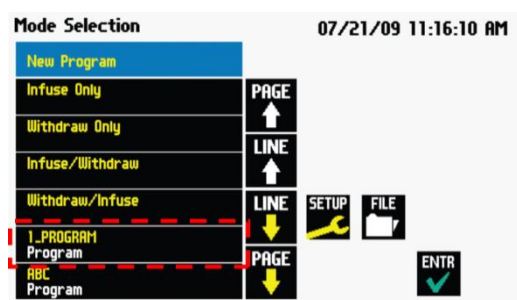 Mode Selection
07/21/09 11:16:10 AM
New Program
Infuse Only
Withdraw Only
Infuse/Withdraw
Withdraw/Infuse
1_PROGRAM
Program
ABC
Program
PAGE
LINE
LINE
PAGE
SETUP
FILE
ENTR